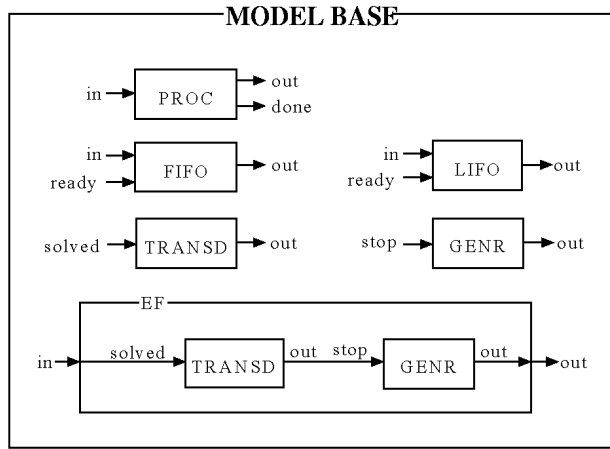 MODEL BASE
in PROC out
done
in FIFO out
ready
in LIFO out
ready
solved TRANSD out
stop GENR out
EF
in solved TRANSD out stop GENR out out